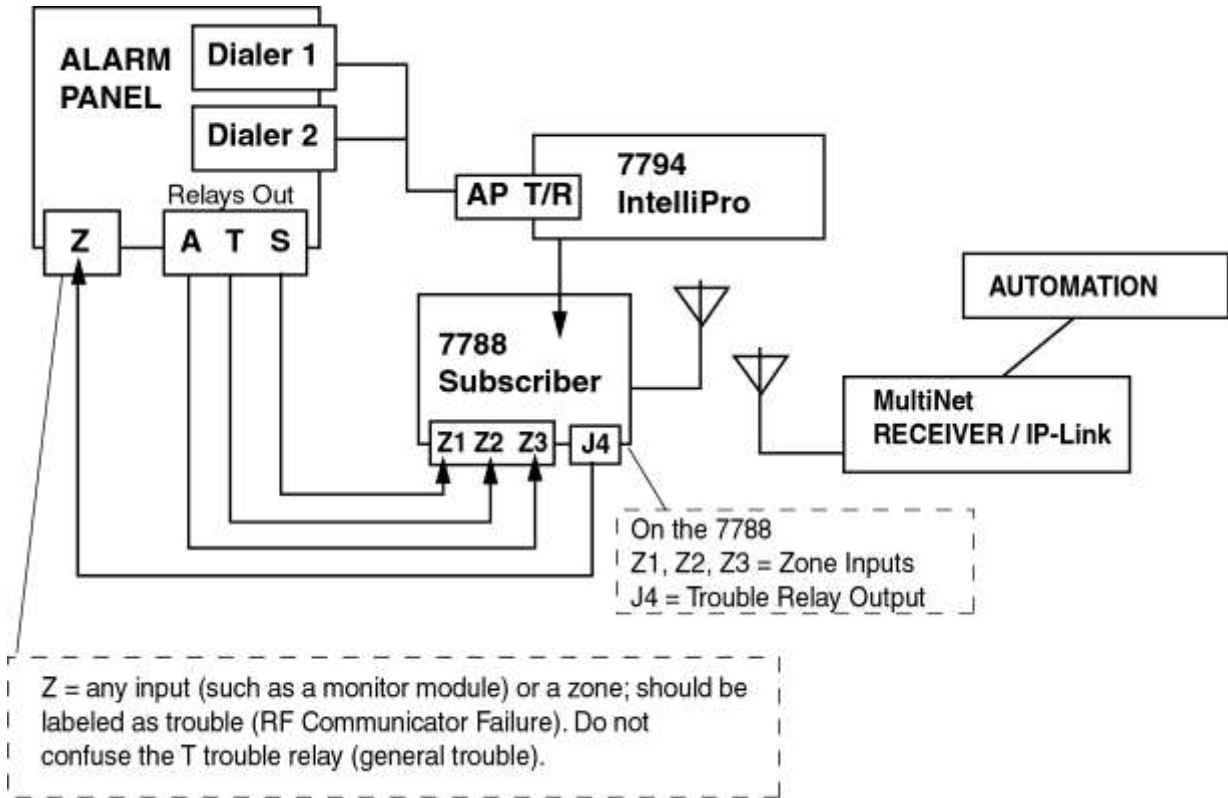 ALARM
PANEL
Dialer 1
Dialer 2
Relays Out
Z
A T S
AP T/R
7794
IntelliPro
7788
Subscriber
Z1 Z2 Z3
J4
AUTOMATION
MultiNet
RECEIVER / IP-Link
On the 7788
Z1, Z2, Z3 = Zone Inputs
J4 = Trouble Relay Output
Z = any input (such as a monitor module) or a zone; should be
labeled as trouble (RF Communicator Failure). Do not
confuse the T trouble relay (general trouble).